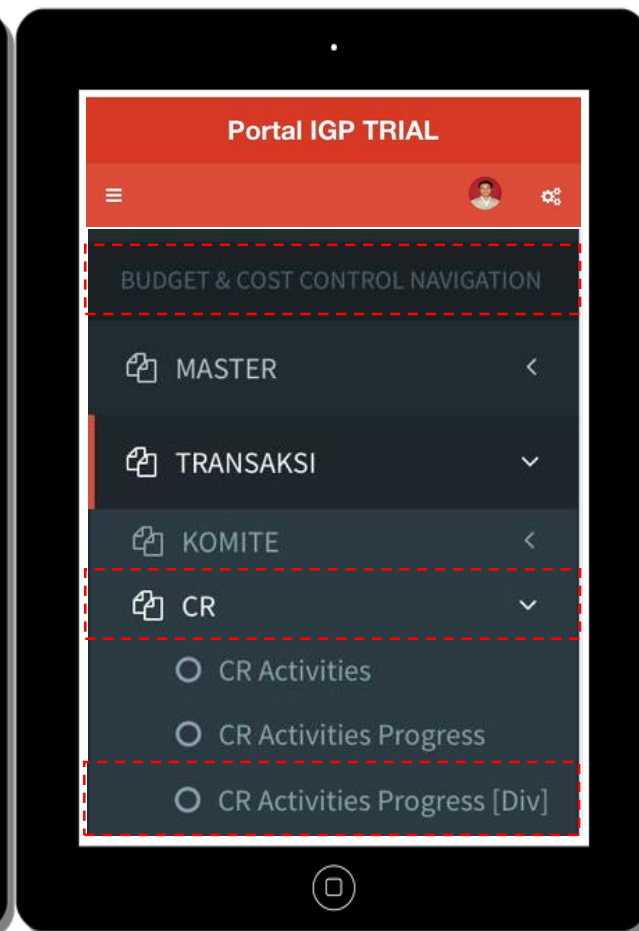 Portal IGP TRIAL
BUDGET & COST CONTROL NAVIGATION
MASTER
TRANSAKSI
KOMITE
CR
CR Activities
CR Activities Progress
CR Activities Progress [Div]